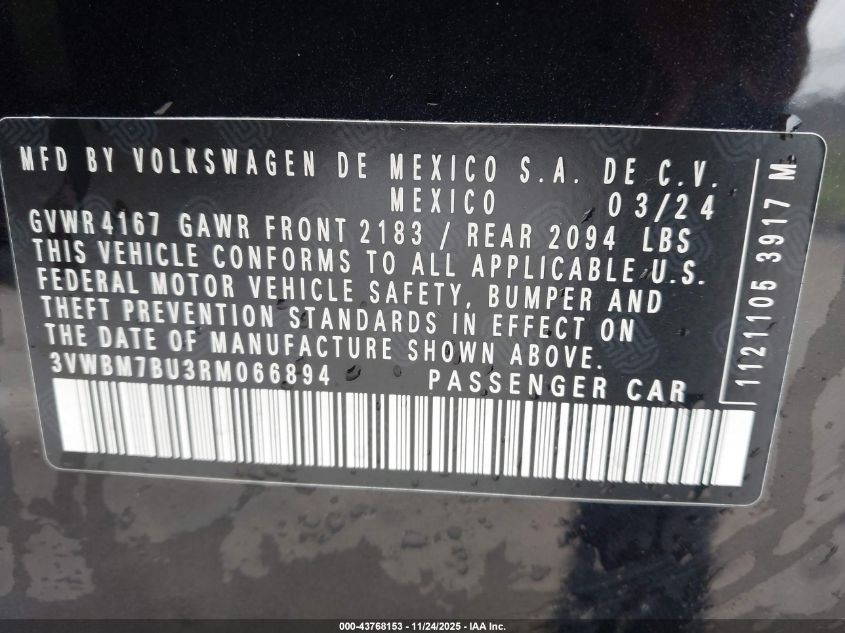 MFD BY VOLKSWAGEN DE MEXICO S.A. DE C.V.
MEXICO 03/24
GVWR 4167 GAWR FRONT 2183 / REAR 2094 LBS
THIS VEHICLE CONFORMS TO ALL APPLICABLE U.S.
FEDERAL MOTOR VEHICLE SAFETY, BUMPER AND
THEFT PREVENTION STANDARDS IN EFFECT ON
THE DATE OF MANUFACTURE SHOWN ABOVE.
3VWBM7BU3RM066894 PASSENGER CAR
1121105 3917 M
000-43768153 - 11/24/2025 - IAA Inc.